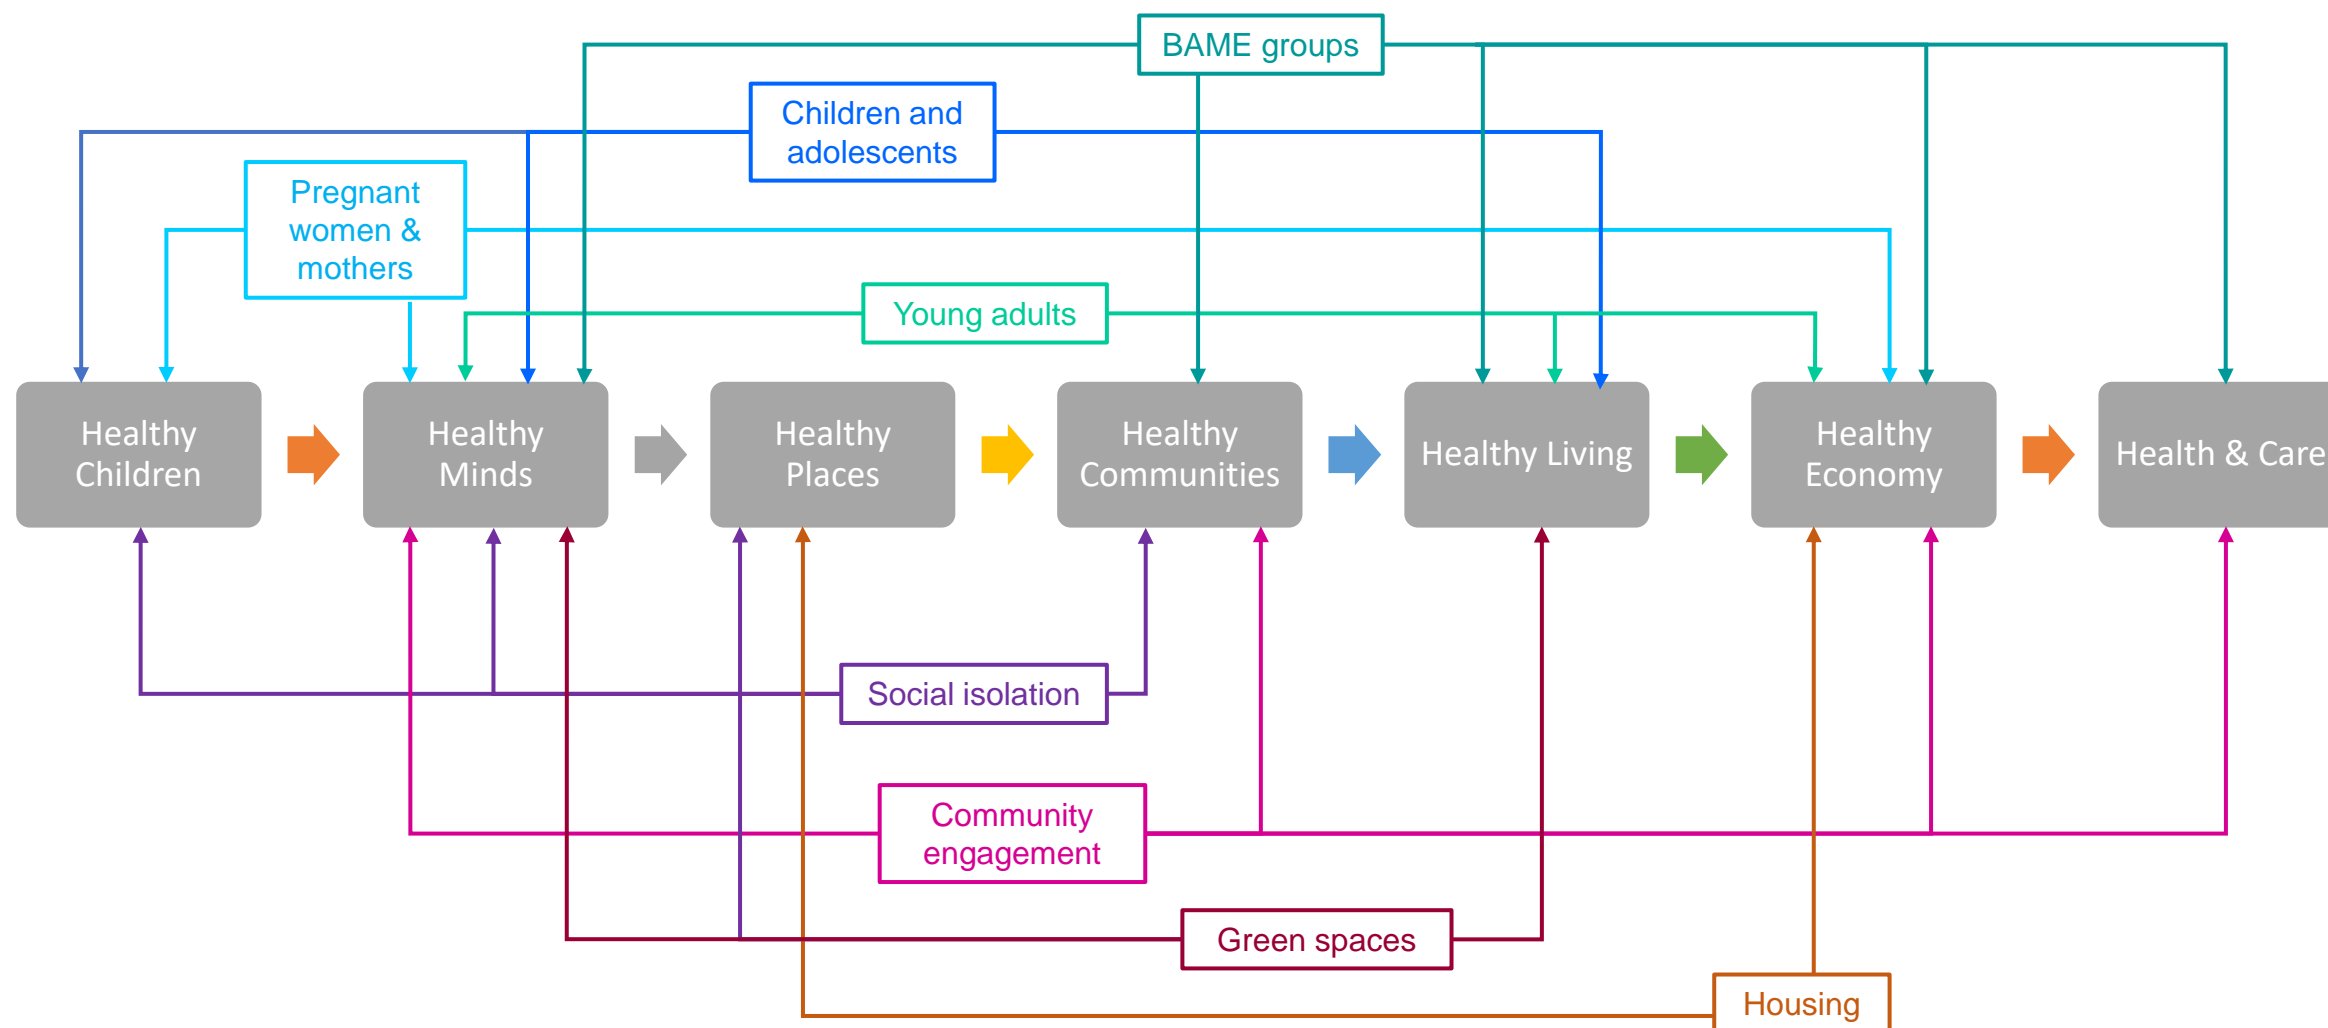 BAME groups
Children and
adolescents
Pregnant
women &
mothers
Young adults
Healthy
Children
Healthy
Minds
Healthy
Places
Healthy
Communities
Healthy Living
Healthy
Economy
Health & Care
Social isolation
Community
engagement
Green spaces
Housing